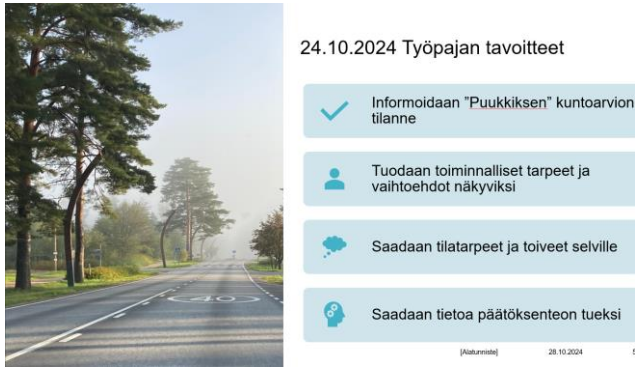 24.10.2024 Työpajan tavoitteet
Informoidaan ”Puukkiksen” kuntoarvion
tilanne
Tuodaan toiminnalliset tarpeet ja
vaihtoehdot näkyviksi
Saadaan tilatarpeet ja toiveet selville
Saadaan tietoa päätöksenteon tueksi
[Alatunniste] 28.10.2024 5
40